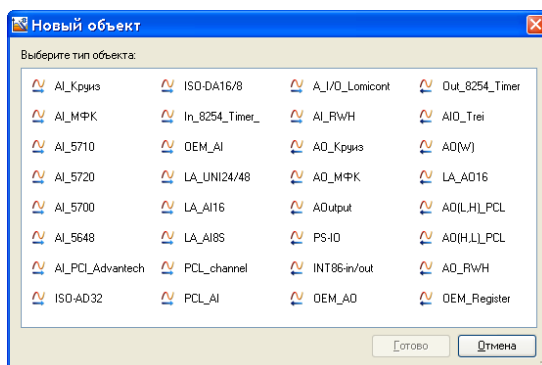 Новый объект
Выберите тип объекта:
AI_Круиз ISO-DA16/8 A_I/O_Lomicont Out_8254_Timer
AI_МФК In_8254_Timer_ AI_RWH AIO_Trei
AI_5710 OEM_AI AO_Круиз AO(W)
AI_5720 LA_UNI24/48 AO_МФК LA_AO16
AI_5700 LA_AI16 AOutput AO(L,H)_PCL
AI_5648 LA_AI8S PS-IO AO(H,L)_PCL
AI_PCI_Advantech PCL_channel INT86-in/out AO_RWH
ISO-AD32 PCL_AI OEM_AO OEM_Register
Готово Отмена